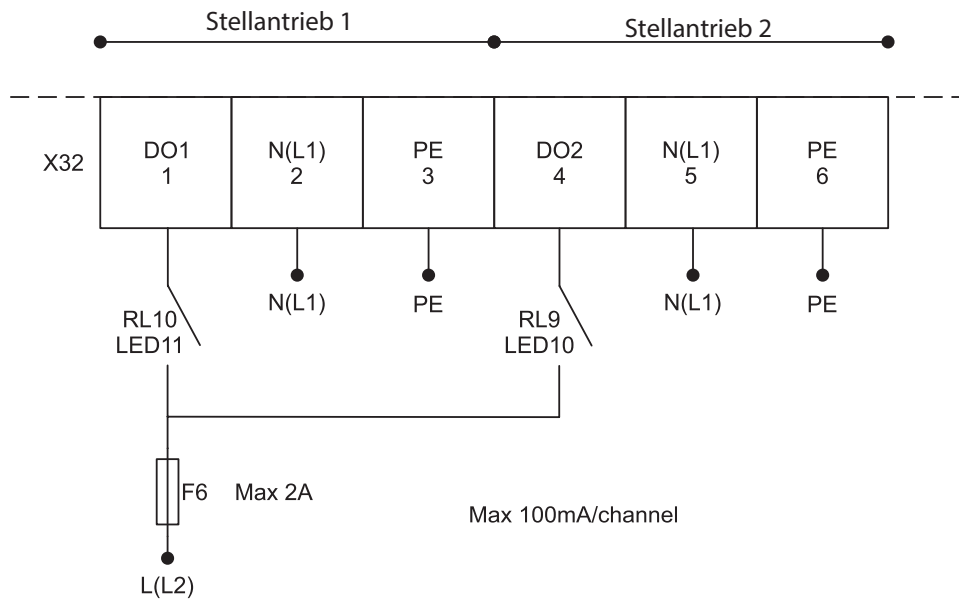 Stellantrieb 1
Stellantrieb 2
X32
DO1
1
N(L1)
2
PE
3
DO2
4
N(L1)
5
PE
6
N(L1)
PE
N(L1)
PE
RL10
LED11
RL9
LED10
F6
Max 2A
Max 100mA/channel
L(L2)